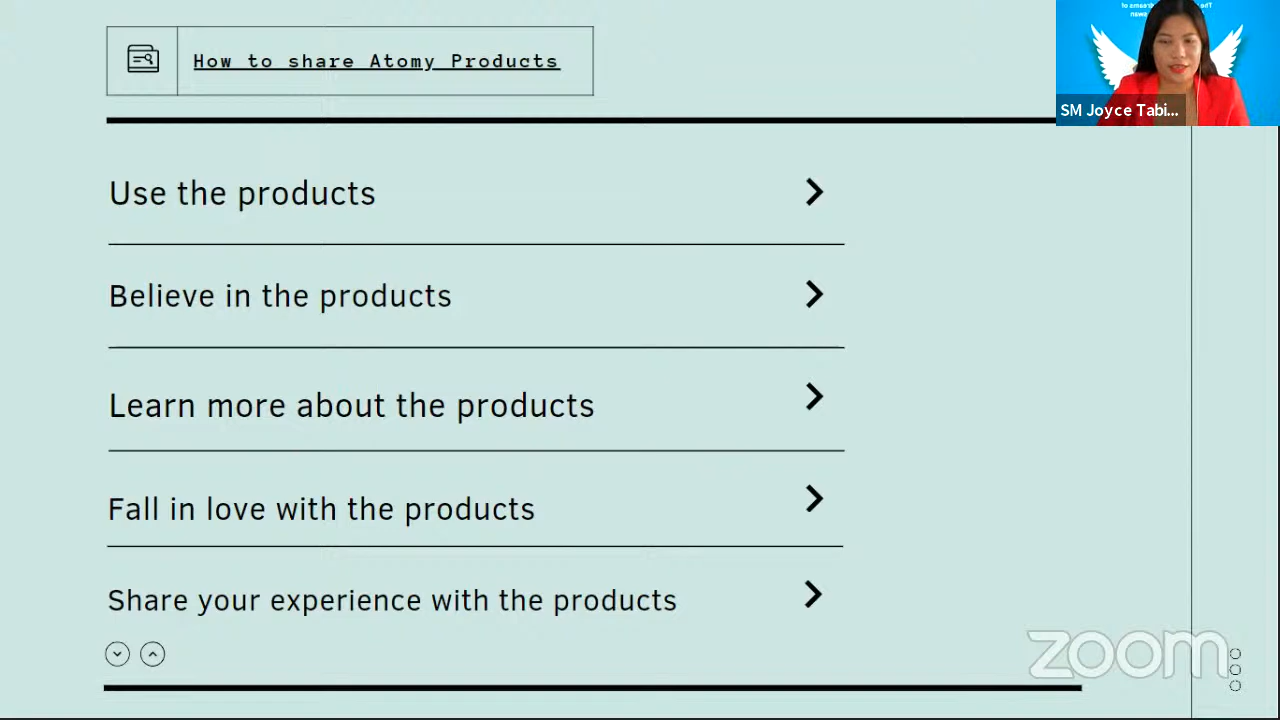 How to share Atomy Products
SM Joyce Tabi...
Use the products
Believe in the products
Learn more about the products
Fall in love with the products
Share your experience with the products
zoom